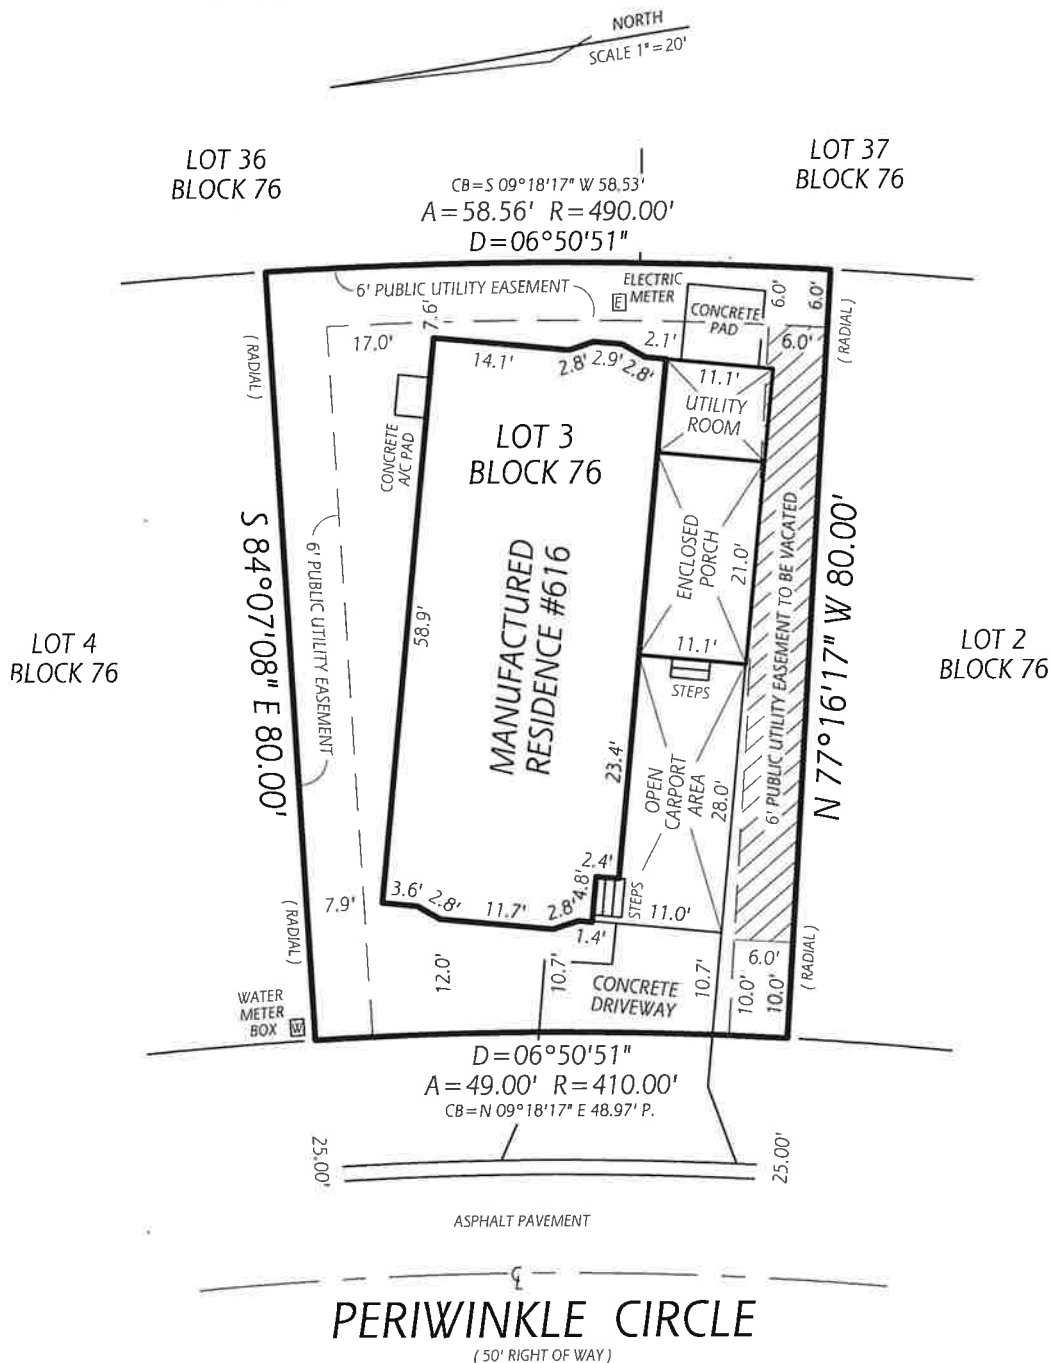 NORTH
SCALE 1"=20'
LOT 36
BLOCK 76
LOT 37
BLOCK 76
CB=S 09°18'17" W 58.53'
A=58.56' R=490.00'
D=06°50'51"
6' PUBLIC UTILITY EASEMENT
ELECTRIC
METER
E
CONCRETE
PAD
6.0'
6.0'
6.0'
(RADIAL)
(RADIAL)
17.0'
7.6'
14.1'
2.8'
2.9'
2.8'
2.1'
11.1'
UTILITY
ROOM
CONCRETE
A/C PAD
LOT 3
BLOCK 76
S 84°07'08" E 80.00'
6' PUBLIC UTILITY EASEMENT
58.9'
MANUFACTURED
RESIDENCE #616
ENCLOSED
PORCH
21.0'
11.1'
STEPS
6' PUBLIC UTILITY EASEMENT TO BE VACATED
N 77°16'17" W 80.00'
LOT 4
BLOCK 76
LOT 2
BLOCK 76
23.4'
OPEN
CARPORT
AREA
28.0'
2.4'
4.8'
STEPS
11.0'
3.6'
2.8'
11.7'
2.8'
1.4'
7.9'
(RADIAL)
(RADIAL)
12.0'
10.7'
CONCRETE
DRIVEWAY
10.7'
6.0'
10.0'
10.0'
WATER
METER
BOX
W
D=06°50'51"
A=49.00' R=410.00'
CB=N 09°18'17" E 48.97' P.
25.00'
25.00'
ASPHALT PAVEMENT
℄
PERIWINKLE CIRCLE
(50' RIGHT OF WAY)